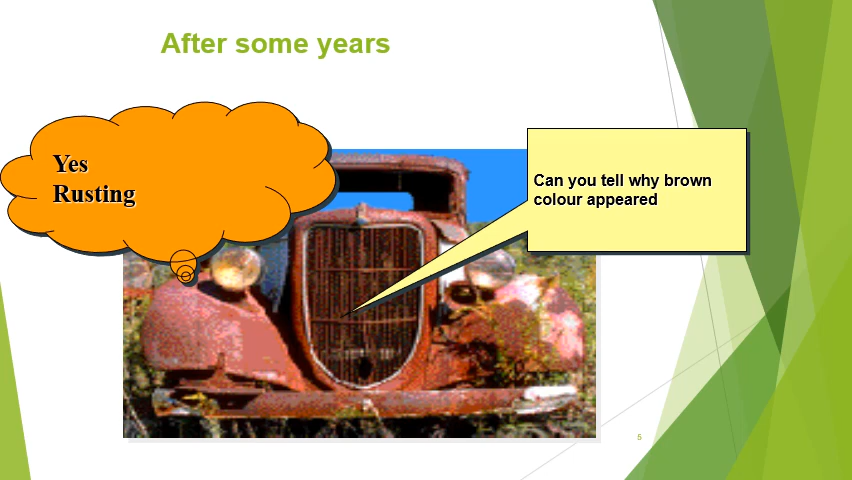 After some years
Yes
Rusting
Can you tell why brown
colour appeared
5